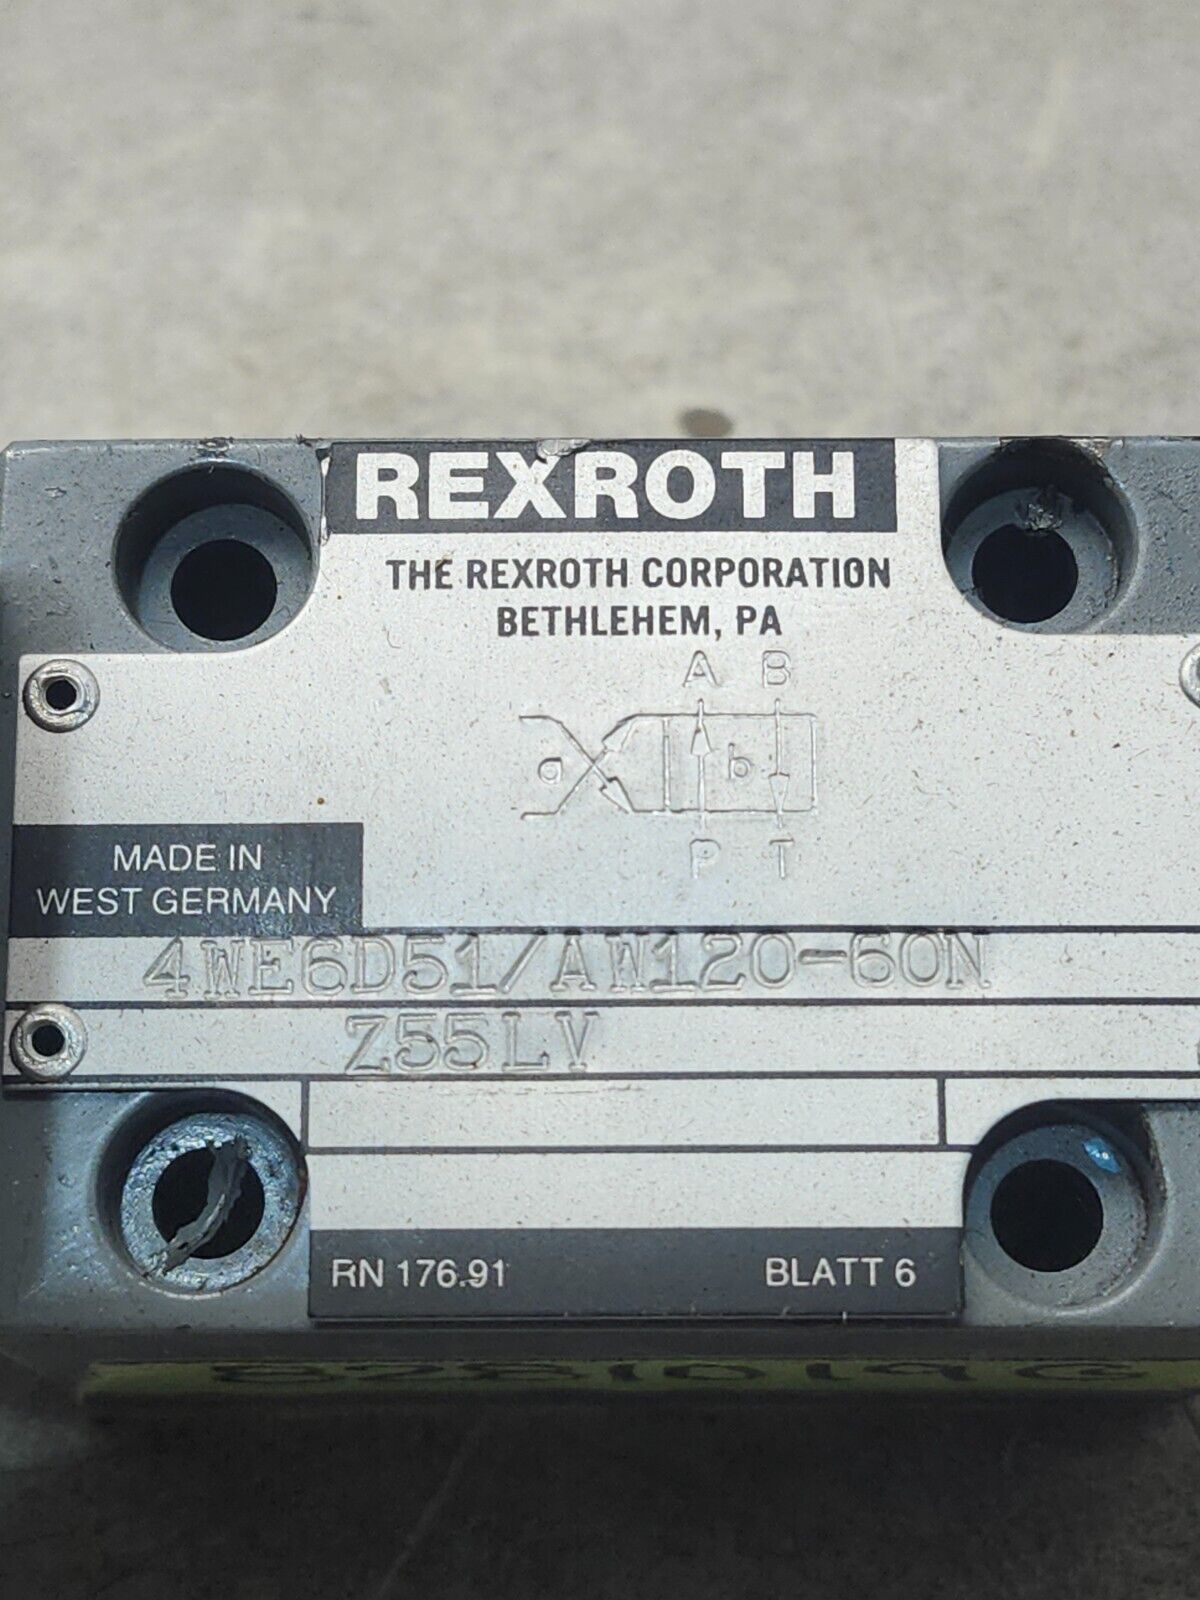 REXROTH
THE REXROTH CORPORATION
BETHLEHEM, PA
A B
a b
P T
MADE IN
WEST GERMANY
4WE6D51/AW120-60N
Z55LV
RN 176.91 BLATT 6